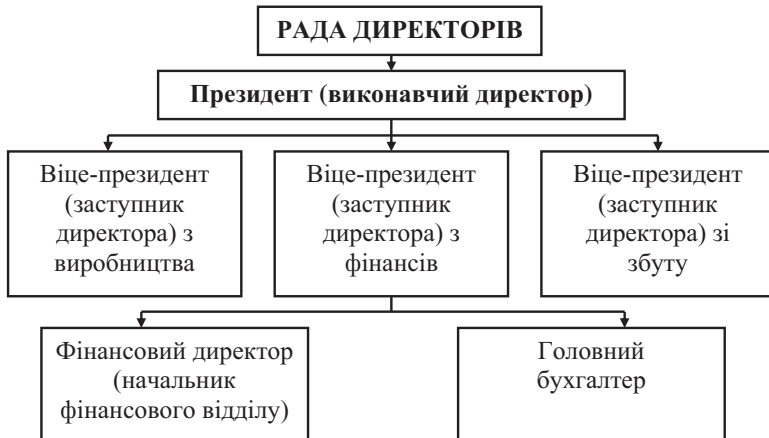 РАДА ДИРЕКТОРІВ
Президент (виконавчий директор)
Віце-президент
(заступник
директора) з
виробництва
Віце-президент
(заступник
директора) з
фінансів
Віце-президент
(заступник
директора) зі
збуту
Фінансовий директор
(начальник
фінансового відділу)
Головний
бухгалтер